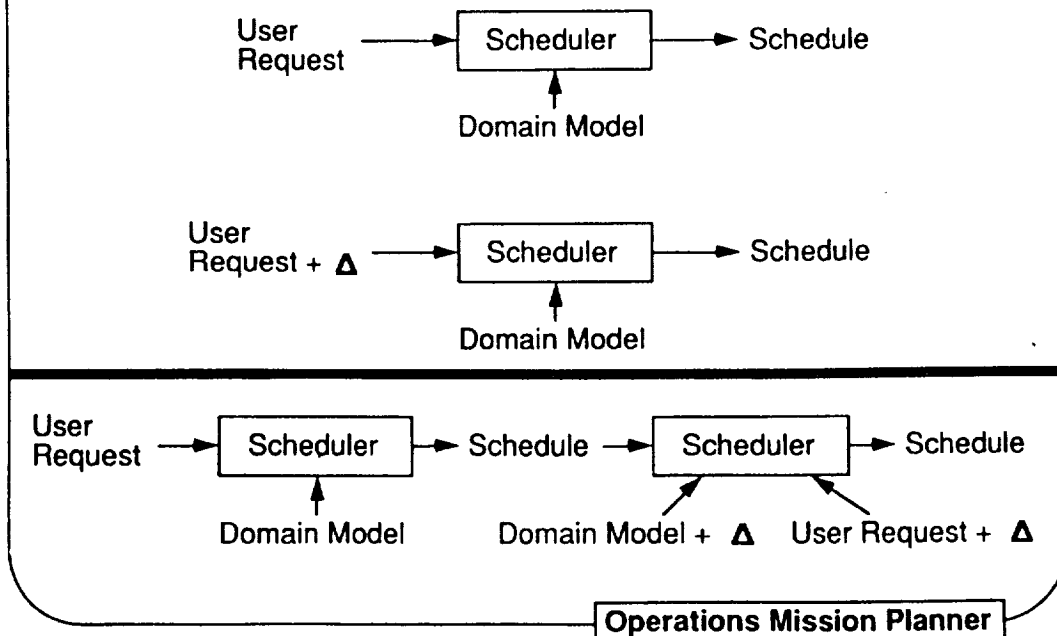 User
Request
Scheduler
Schedule
Domain Model
User
Request + Δ
Scheduler
Schedule
Domain Model
User
Request
Scheduler
Schedule
Scheduler
Schedule
Domain Model
Domain Model + Δ
User Request + Δ
Operations Mission Planner